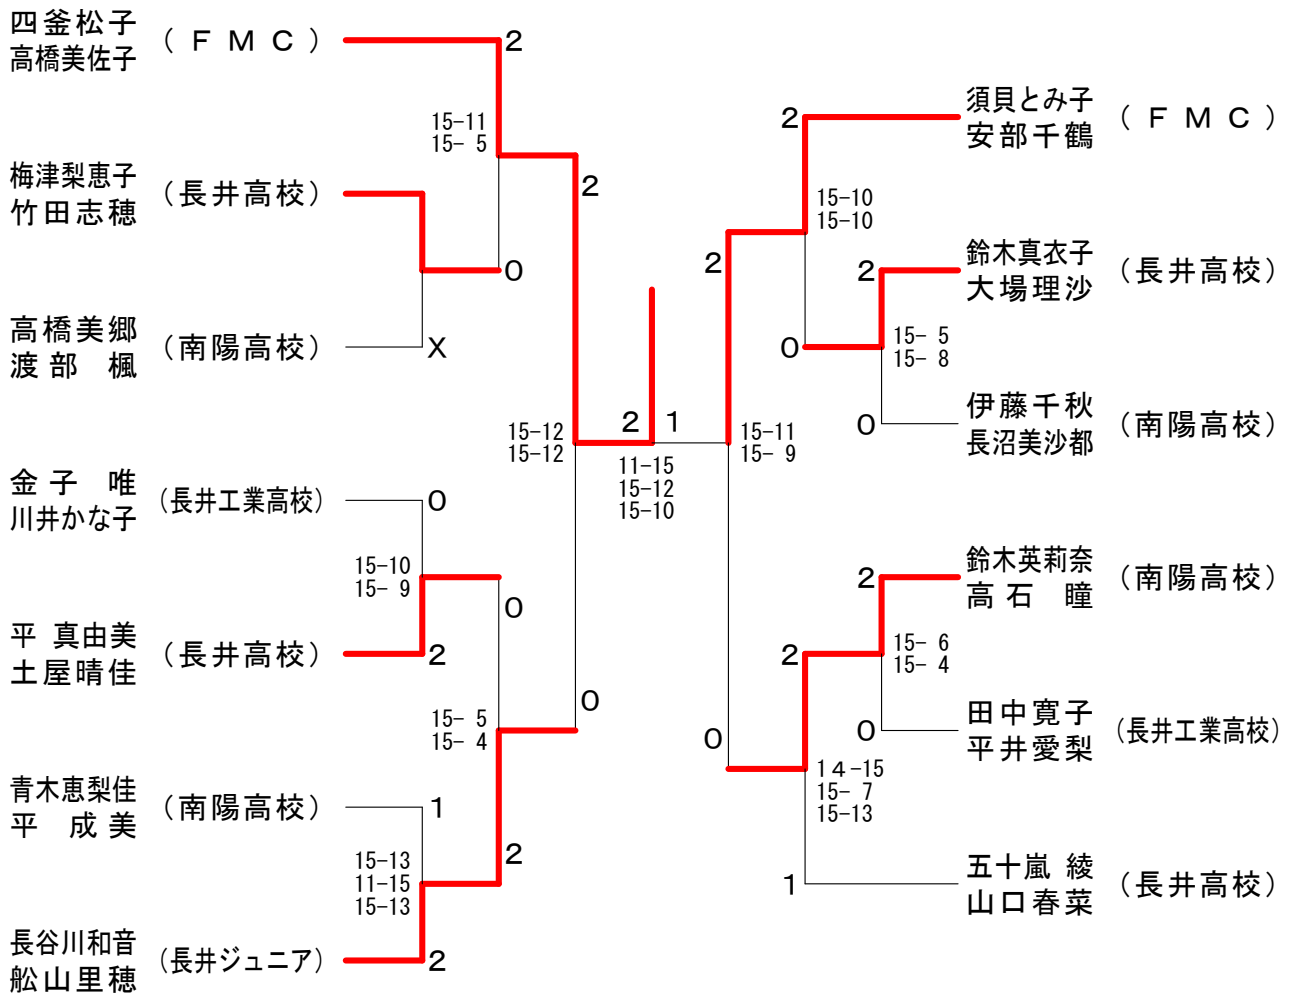 四釜松子
高橋美佐子
（ＦＭＣ）
2
15-11
15- 5
梅津梨恵子
竹田志穂
（長井高校）
0
2
高橋美郷
渡部 楓
（南陽高校）
X
15-12
15-12
金子 唯
川井かな子
（長井工業高校）
0
15-10
15- 9
0
平 真由美
土屋晴佳
（長井高校）
2
15- 5
15- 4
0
青木恵梨佳
平 成美
（南陽高校）
1
15-13
11-15
15-13
2
長谷川和音
舩山里穂
（長井ジュニア）
2
2
1
11-15
15-12
15-10
2
須貝とみ子
安部千鶴
（ＦＭＣ）
15-10
15-10
2
2
鈴木真衣子
大場理沙
（長井高校）
0
15- 5
15- 8
0
伊藤千秋
長沼美沙都
（南陽高校）
15-11
15- 9
2
鈴木英莉奈
高石 瞳
（南陽高校）
2
15- 6
15- 4
0
田中寛子
平井愛梨
（長井工業高校）
0
14-15
15- 7
15-13
1
五十嵐 綾
山口春菜
（長井高校）